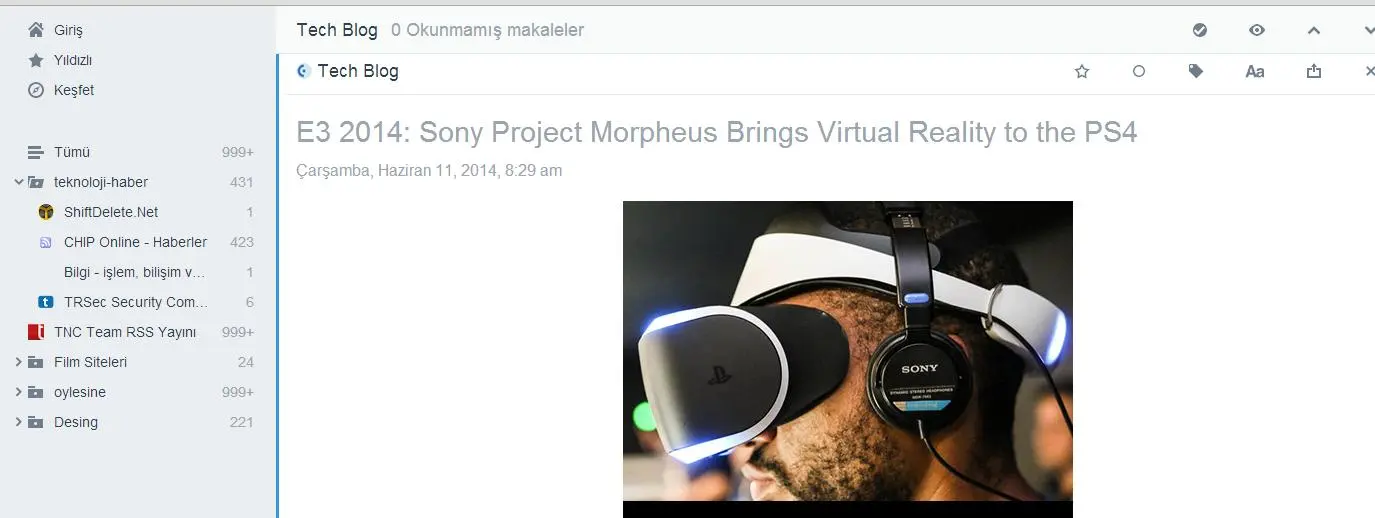 Giriş
Yıldızlı
Keşfet
Tümü 999+
teknoloji-haber 431
ShiftDelete.Net 1
CHIP Online - Haberler 423
Bilgi - işlem, bilişim v... 1
TRSec Security Com... 6
TNC Team RSS Yayını 999+
Film Siteleri 24
oylesine 999+
Desing 221
Tech Blog 0 Okunmamış makaleler
Tech Blog
Aa
E3 2014: Sony Project Morpheus Brings Virtual Reality to the PS4
Çarşamba, Haziran 11, 2014, 8:29 am
SONY
DYNAMIC STEREO HEADPHONES